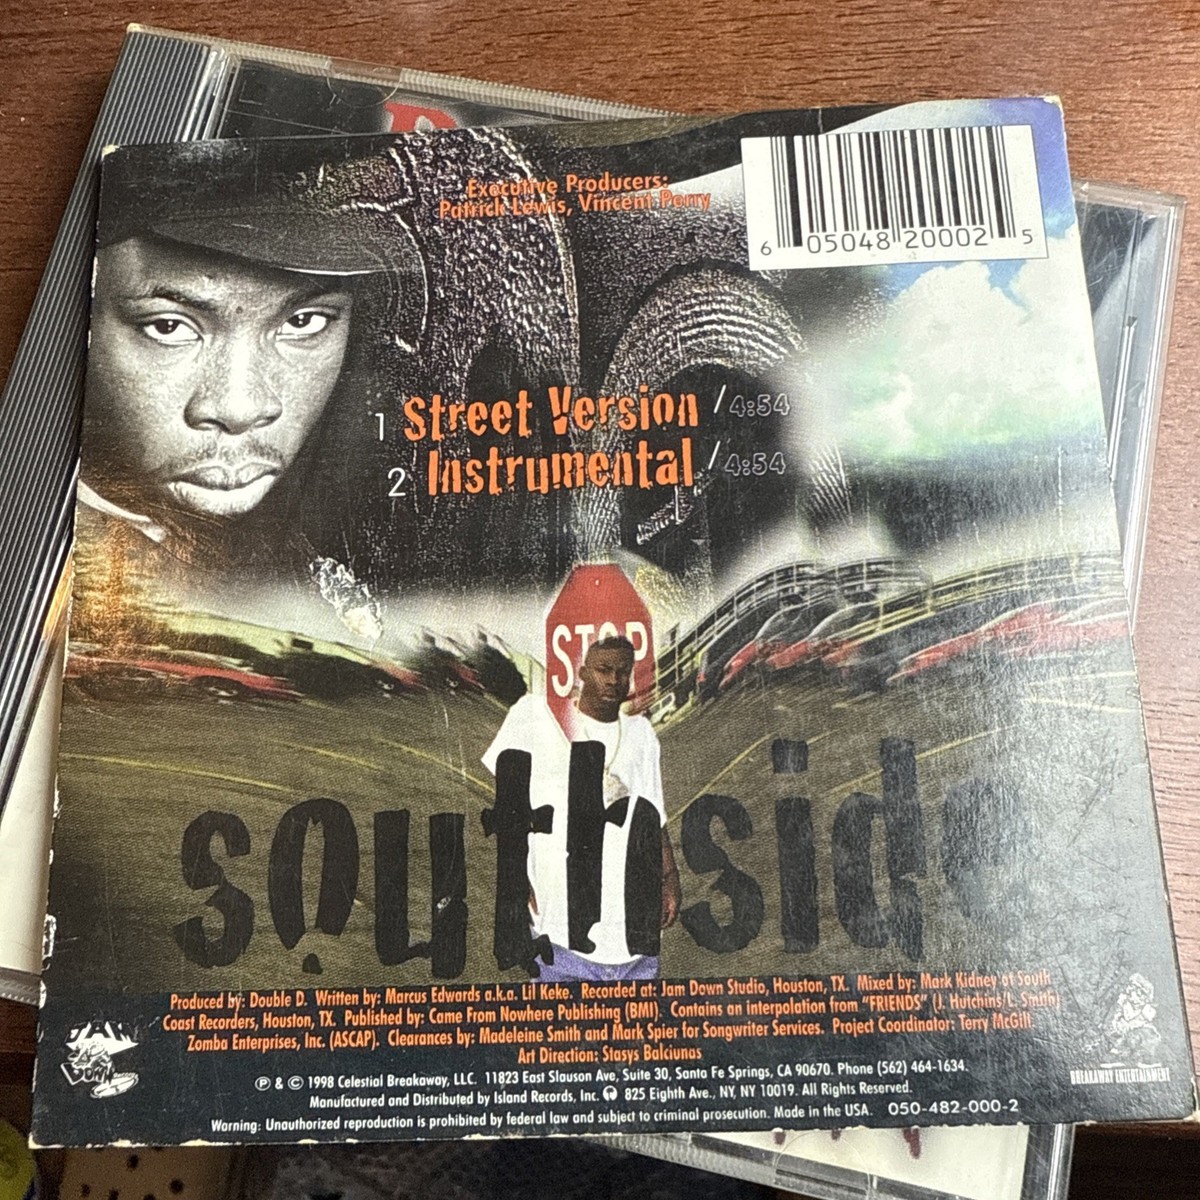 Executive Producers:
Patrick Lewis, Vincent Perry
6 05048 20002 5
1 Street Version / 4:54
2 Instrumental / 4:54
STOP
southside
Produced by: Double D. Written by: Marcus Edwards a.k.a. Lil Keke. Recorded at: Jam Down Studio, Houston, TX. Mixed by: Mark Kidney at South
Coast Recorders, Houston, TX. Published by: Came From Nowhere Publishing (BMI). Contains an interpolation from "FRIENDS" (J. Hutchins/L. Smith)
Zomba Enterprises, Inc. (ASCAP). Clearances by: Madeleine Smith and Mark Spier for Songwriter Services. Project Coordinator: Terry McGill.
Art Direction: Stasys Balciunas
℗ & © 1998 Celestial Breakaway, LLC. 11823 East Slauson Ave, Suite 30, Santa Fe Springs, CA 90670. Phone (562) 464-1634.
Manufactured and Distributed by Island Records, Inc. 825 Eighth Ave., NY, NY 10019. All Rights Reserved.
Warning: Unauthorized reproduction is prohibited by federal law and subject to criminal prosecution. Made in the USA. 050-482-000-2
BREAKAWAY ENTERTAINMENT